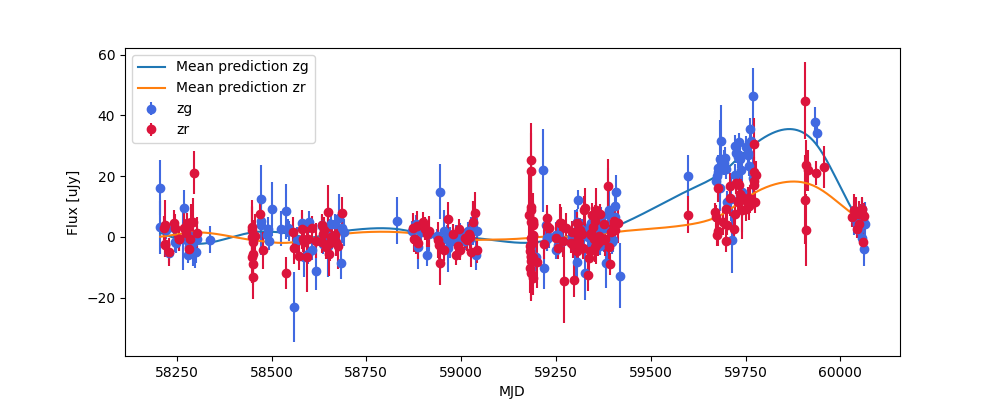 Mean prediction zg
Mean prediction zr
zg
zr
60
40
20
0
−20
Flux [uJy]
58250 58500 58750 59000 59250 59500 59750 60000
MJD